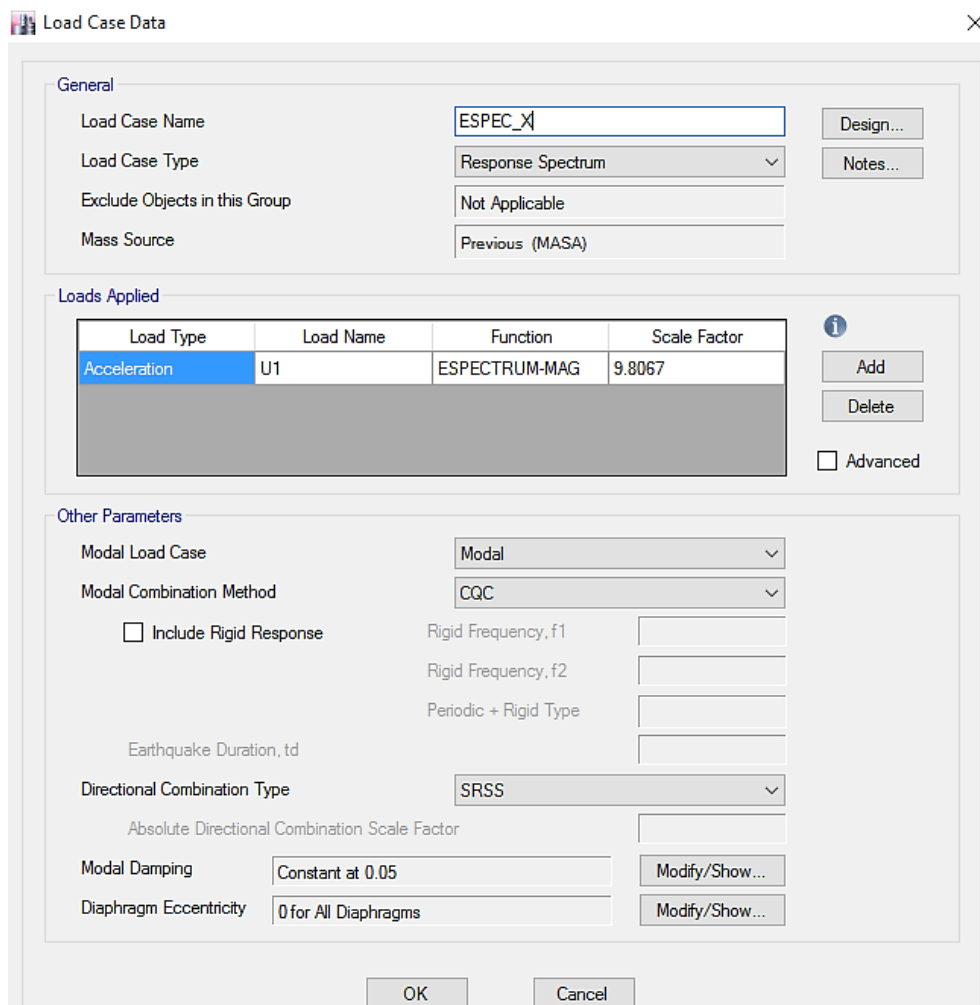 Load Case Data
General
Load Case Name ESPEC_X Design...
Load Case Type Response Spectrum Notes...
Exclude Objects in this Group Not Applicable
Mass Source Previous (MASA)
Loads Applied
Load Type Load Name Function Scale Factor
Acceleration U1 ESPECTRUM-MAG 9.8067
Add
Delete
Advanced
Other Parameters
Modal Load Case Modal
Modal Combination Method CQC
Include Rigid Response Rigid Frequency, f1
Rigid Frequency, f2
Periodic + Rigid Type
Earthquake Duration, td
Directional Combination Type SRSS
Absolute Directional Combination Scale Factor
Modal Damping Constant at 0.05 Modify/Show...
Diaphragm Eccentricity 0 for All Diaphragms Modify/Show...
OK Cancel